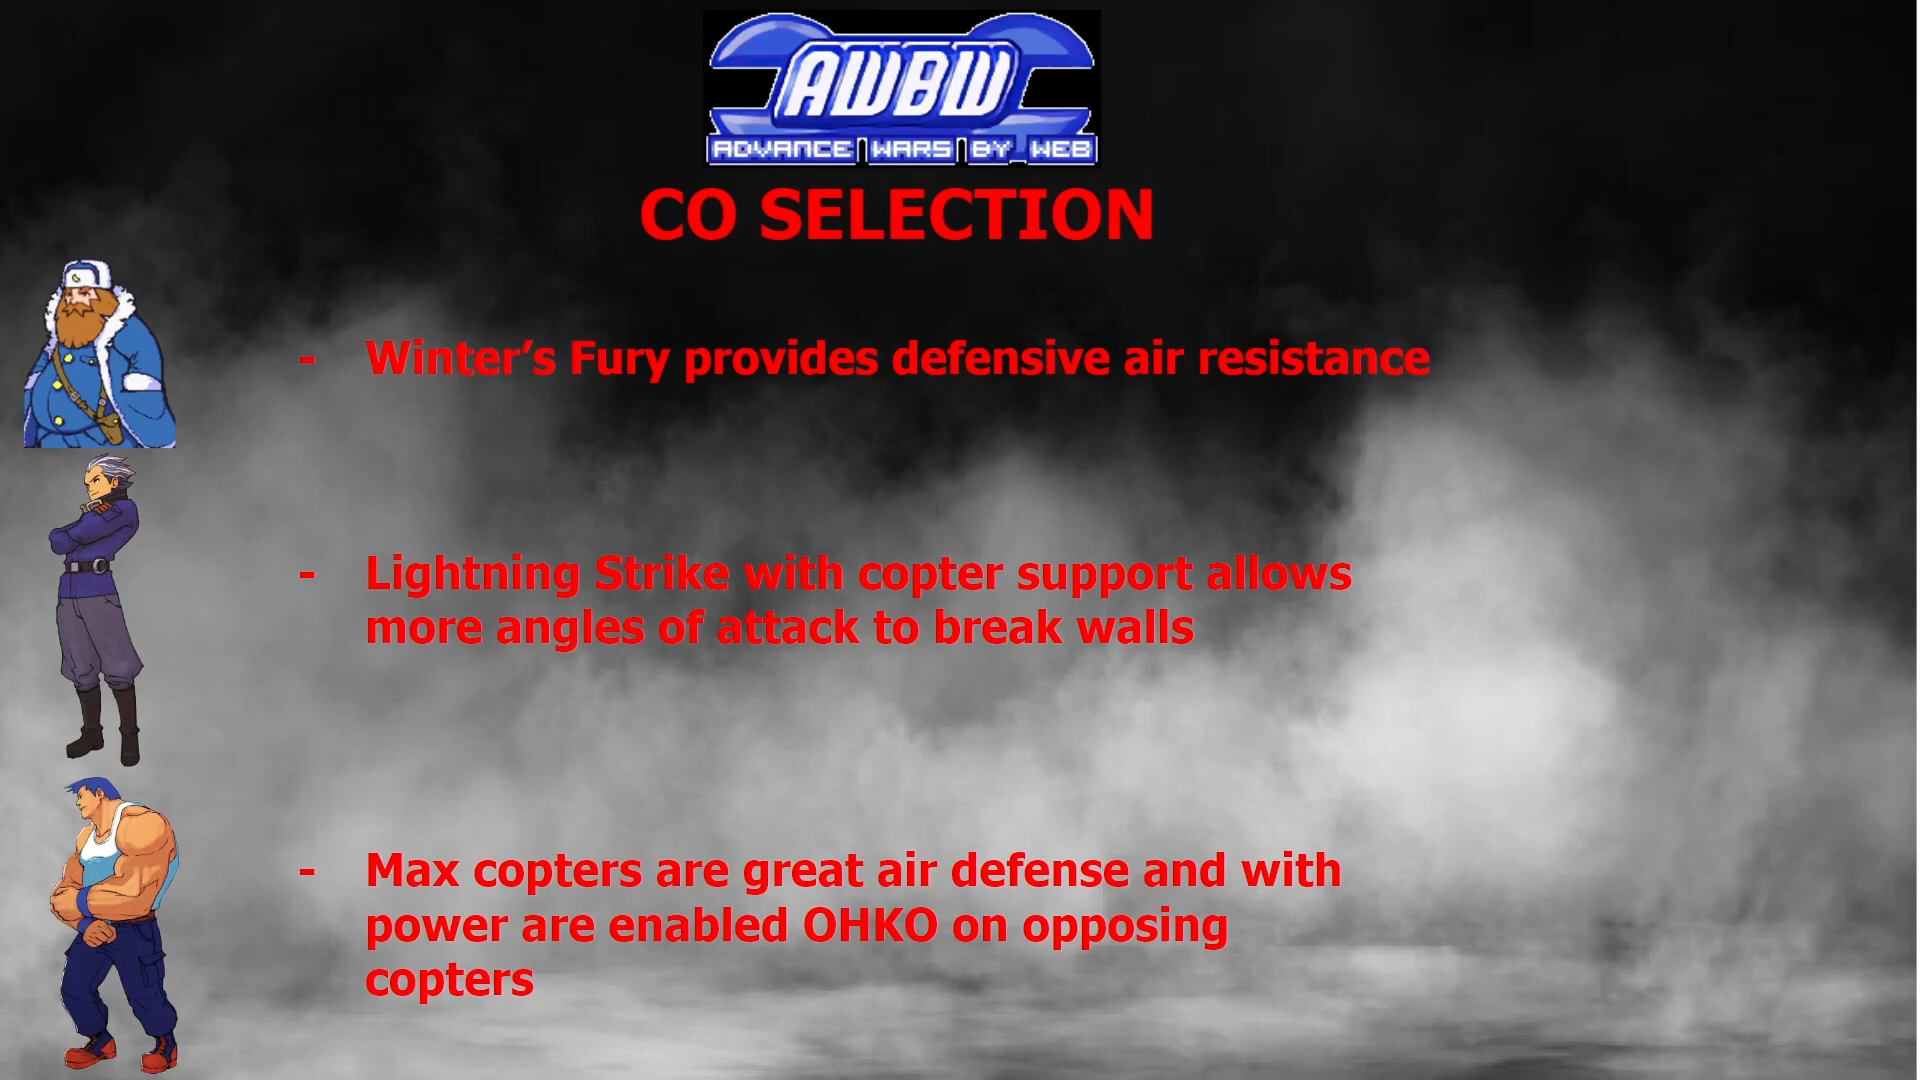 AWBW
ADVANCE WARS BY WEB
CO SELECTION
- Winter’s Fury provides defensive air resistance
- Lightning Strike with copter support allows
more angles of attack to break walls
- Max copters are great air defense and with
power are enabled OHKO on opposing
copters